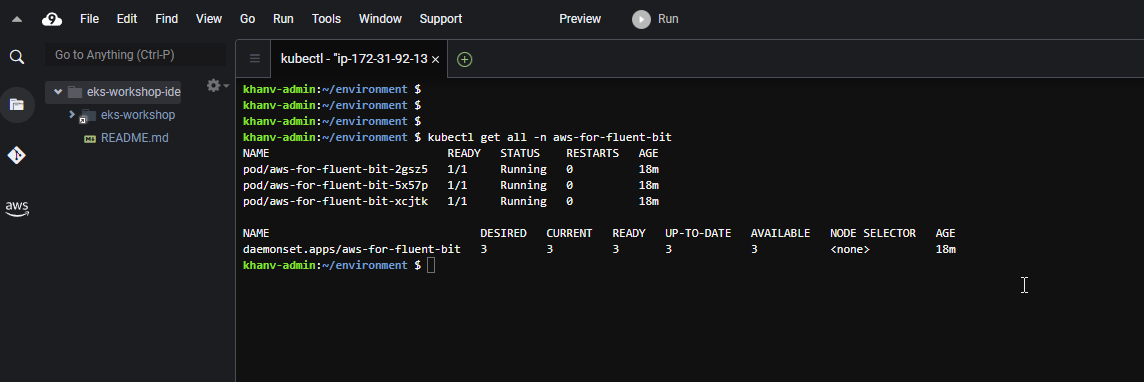 9 File Edit Find View Go Run Tools Window Support Preview Run
Go to Anything (Ctrl-P)
kubectl - "ip-172-31-92-13 ×
eks-workshop-ide
eks-workshop
README.md
aws
khanv-admin:~/environment $
khanv-admin:~/environment $
khanv-admin:~/environment $
khanv-admin:~/environment $ kubectl get all -n aws-for-fluent-bit
NAME READY STATUS RESTARTS AGE
pod/aws-for-fluent-bit-2gsz5 1/1 Running 0 18m
pod/aws-for-fluent-bit-5x57p 1/1 Running 0 18m
pod/aws-for-fluent-bit-xcjtk 1/1 Running 0 18m
NAME DESIRED CURRENT READY UP-TO-DATE AVAILABLE NODE SELECTOR AGE
daemonset.apps/aws-for-fluent-bit 3 3 3 3 3 <none> 18m
khanv-admin:~/environment $